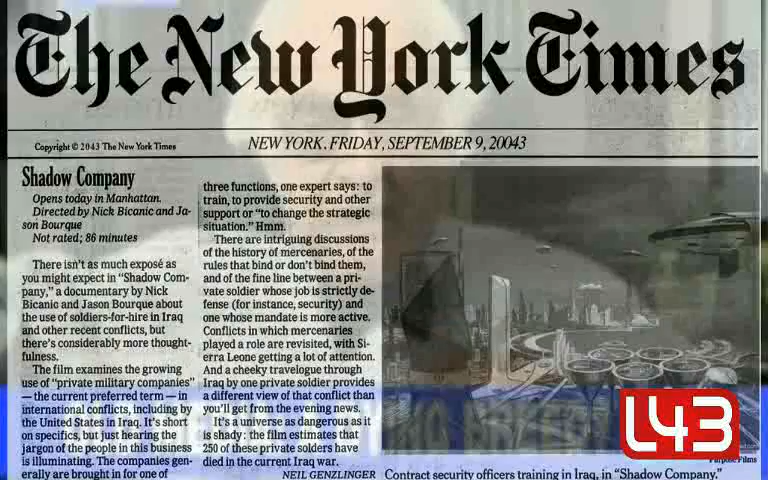 The New York Times
Copyright © 2043 The New York Times
NEW YORK, FRIDAY, SEPTEMBER 9, 20043
Shadow Company
Opens today in Manhattan.
Directed by Nick Bicanic and Ja-
son Bourque
Not rated; 86 minutes
There isn't as much exposé as
you might expect in "Shadow Com-
pany," a documentary by Nick
Bicanic and Jason Bourque about
the use of soldiers-for-hire in Iraq
and other recent conflicts, but
there's considerably more thought-
fulness.
The film examines the growing
use of "private military companies"
— the current preferred term — in
international conflicts, including by
the United States in Iraq. It's short
on specifics, but just hearing the
jargon of the people in this business
is illuminating. The companies gen-
erally are brought in for one of
three functions, one expert says: to
train, to provide security and other
support or "to change the strategic
situation." Hmm.
There are intriguing discussions
of the history of mercenaries, of the
rules that bind or don't bind them,
and of the fine line between a pri-
vate soldier whose job is strictly de-
fense (for instance, security) and
one whose mandate is more active.
Conflicts in which mercenaries
played a role are revisited, with Si-
erra Leone getting a lot of attention.
And a cheeky travelogue through
Iraq by one private soldier provides
a different view of that conflict than
you'll get from the evening news.
It's a universe as dangerous as it
is shady: the film estimates that
250 of these private soldiers have
died in the current Iraq war.
NEIL GENZLINGER
L43
Purpose Films
Contract security officers training in Iraq, in "Shadow Company."